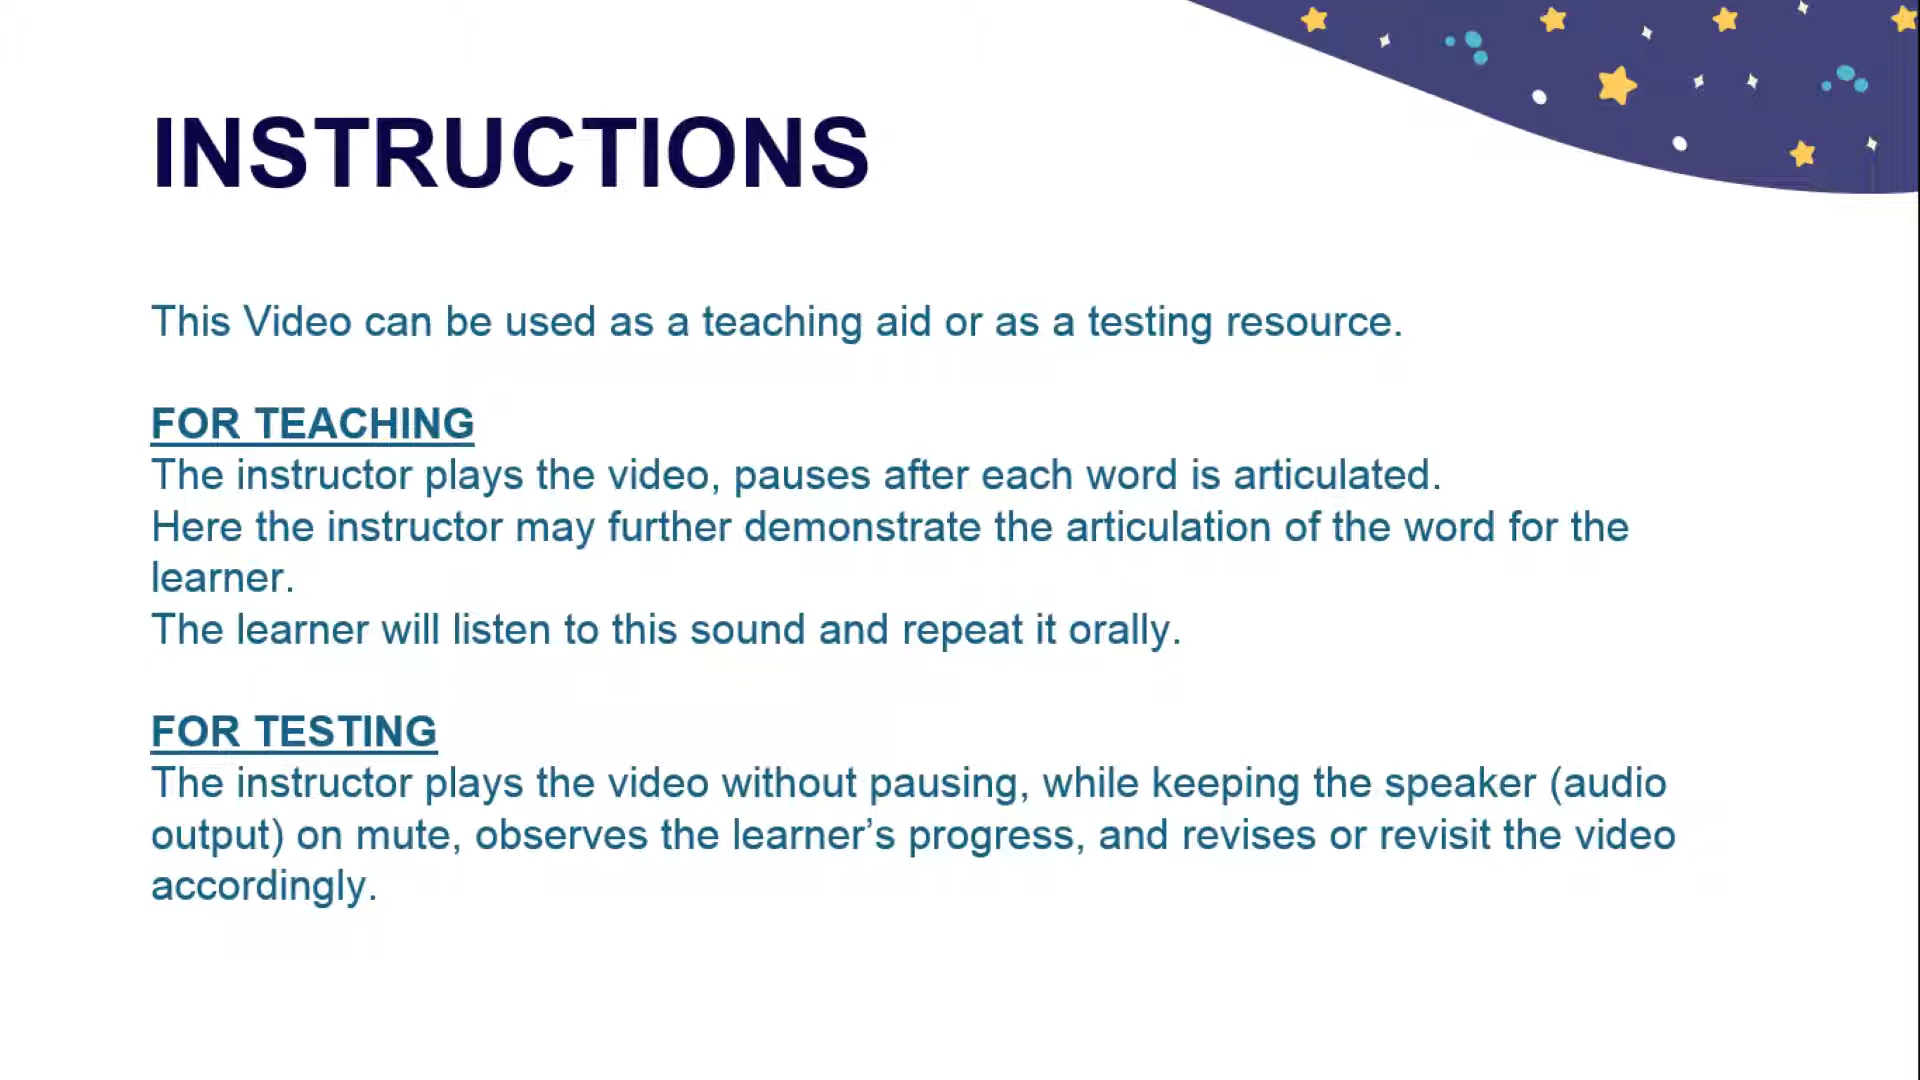 INSTRUCTIONS
This Video can be used as a teaching aid or as a testing resource.
FOR TEACHING
The instructor plays the video, pauses after each word is articulated.
Here the instructor may further demonstrate the articulation of the word for the
learner.
The learner will listen to this sound and repeat it orally.
FOR TESTING
The instructor plays the video without pausing, while keeping the speaker (audio
output) on mute, observes the learner’s progress, and revises or revisit the video
accordingly.